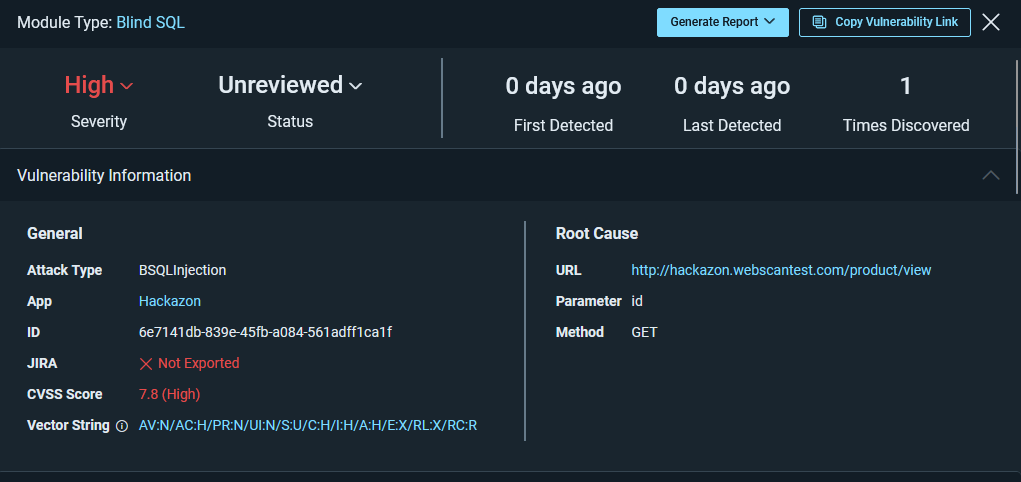 Module Type: Blind SQL
Generate Report
Copy Vulnerability Link
High
Severity
Unreviewed
Status
0 days ago
First Detected
0 days ago
Last Detected
1
Times Discovered
Vulnerability Information
General
Attack Type BSQLInjection
App Hackazon
ID 6e7141db-839e-45fb-a084-561adff1ca1f
JIRA Not Exported
CVSS Score 7.8 (High)
Vector String AV:N/AC:H/PR:N/UI:N/S:U/C:H/I:H/A:H/E:X/RL:X/RC:R
Root Cause
URL http://hackazon.webscantest.com/product/view
Parameter id
Method GET